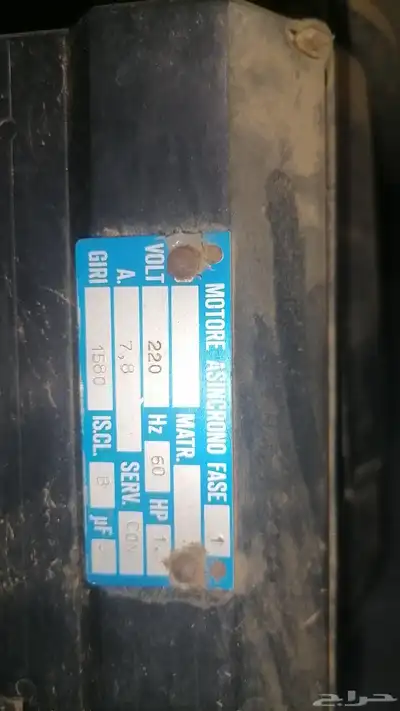 MOTORE ASINCRONO FASE 1
MATR.
VOLT 220 Hz 60 HP 1.
A. 7,8 SERV. CON
GIRI 1580 IS.CL. B µF -
حراج